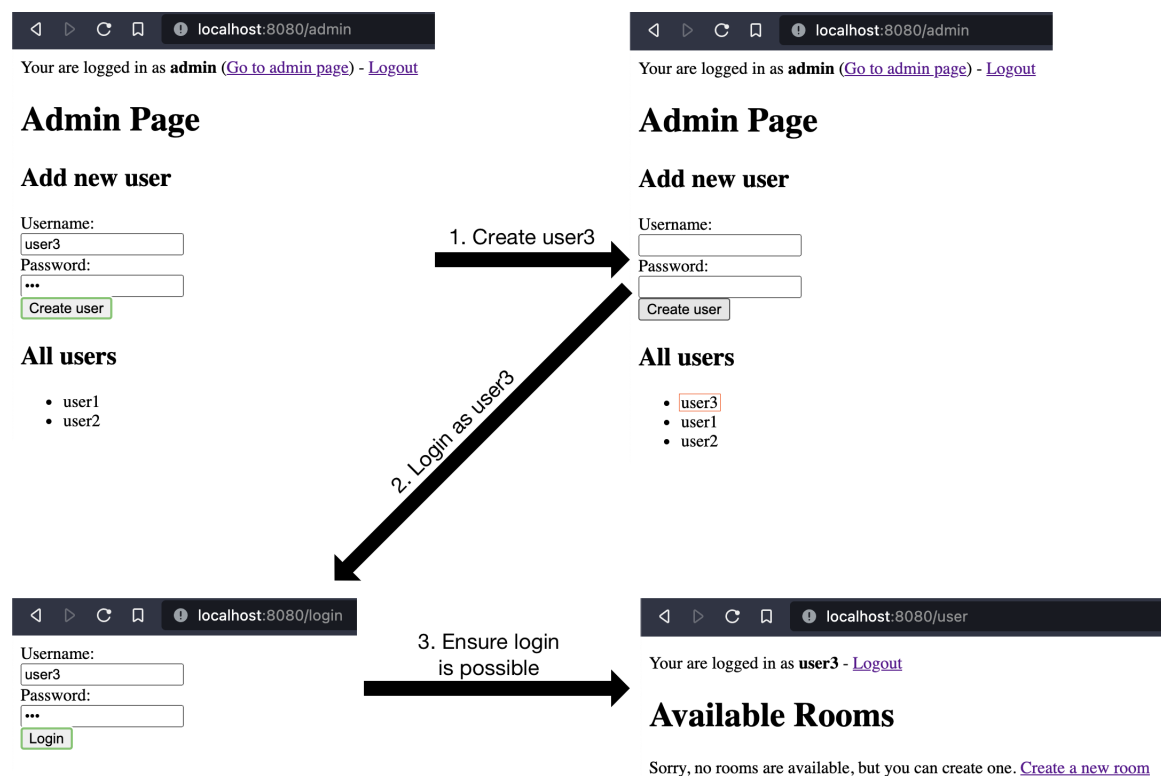 localhost:8080/admin
Your are logged in as admin (Go to admin page) - Logout
Admin Page
Add new user
Username:
user3
Password:
•••
Create user
All users
• user1
• user2
1. Create user3
localhost:8080/admin
Your are logged in as admin (Go to admin page) - Logout
Admin Page
Add new user
Username:
Password:
Create user
All users
• user3
• user1
• user2
2. Login as user3
localhost:8080/login
Username:
user3
Password:
•••
Login
3. Ensure login
is possible
localhost:8080/user
Your are logged in as user3 - Logout
Available Rooms
Sorry, no rooms are available, but you can create one. Create a new room